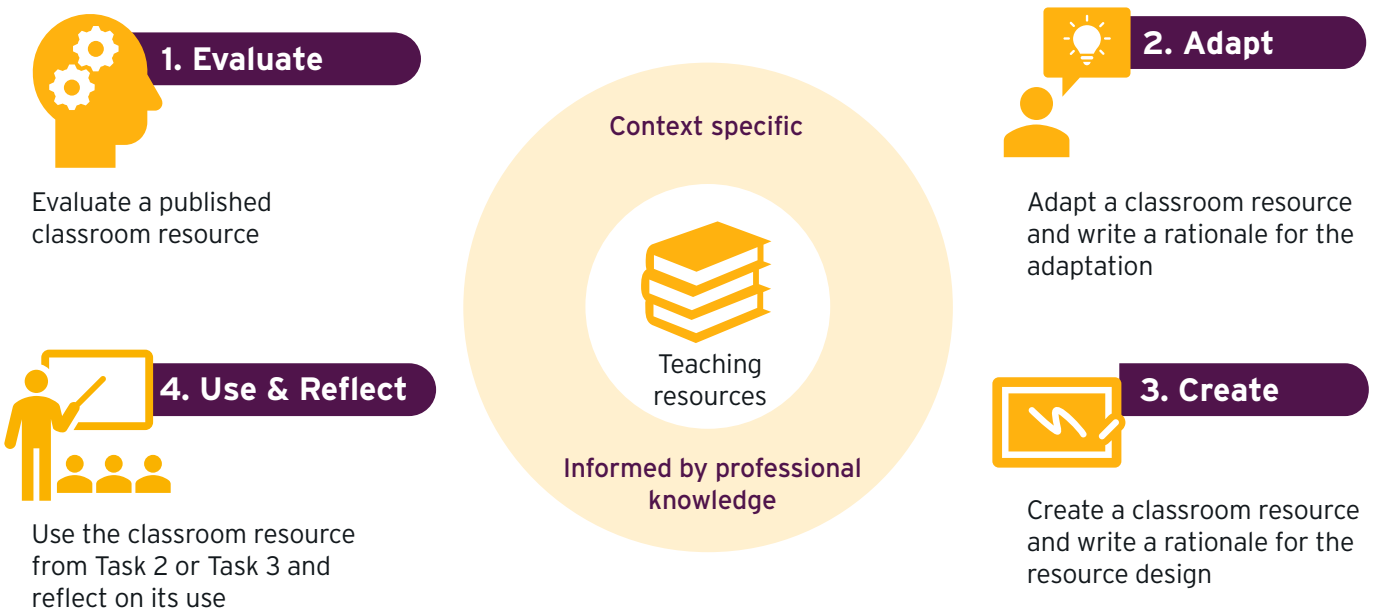 1. Evaluate
Evaluate a published
classroom resource
2. Adapt
Adapt a classroom resource
and write a rationale for the
adaptation
Context specific
Teaching
resources
Informed by professional
knowledge
3. Create
Create a classroom resource
and write a rationale for the
resource design
4. Use & Reflect
Use the classroom resource
from Task 2 or Task 3 and
reflect on its use